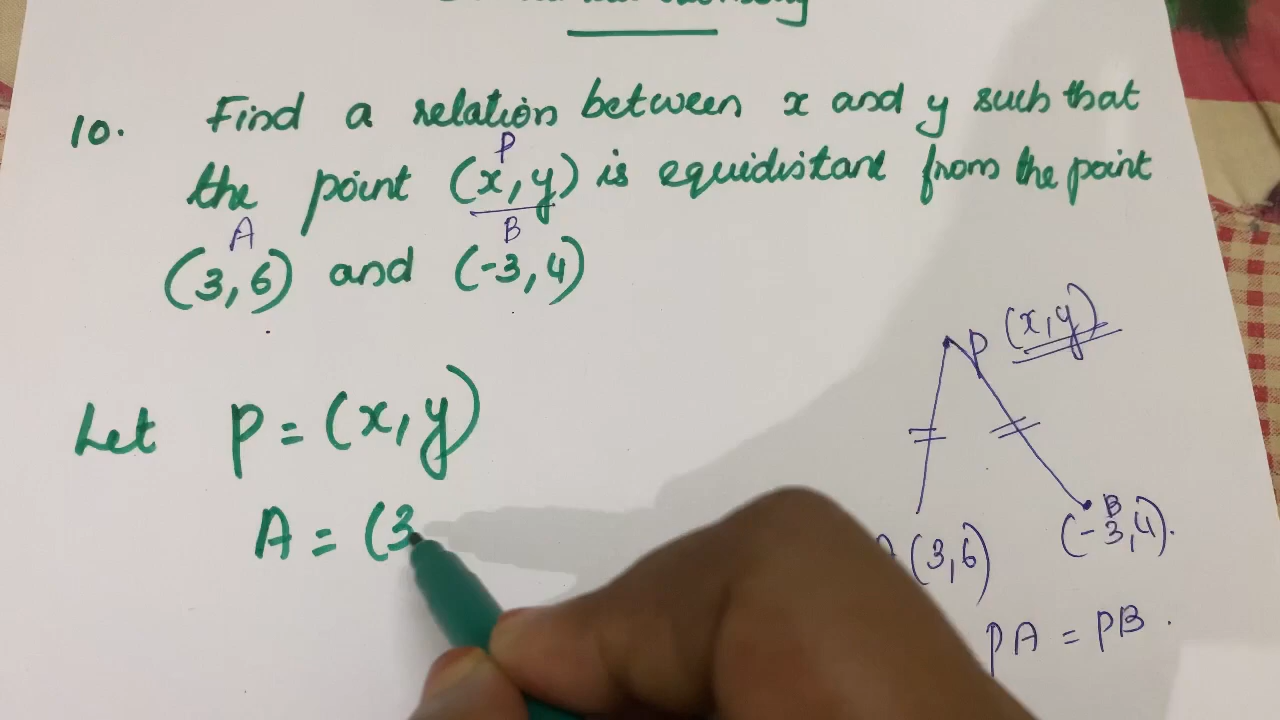 10. Find a relation between x and y such that
P
the point (x, y) is equidistant from the point
A B
(3, 6) and (-3, 4)
Let P = (x, y)
A = (3
P (x, y)
B
(-3, 4).
A (3, 6)
PA = PB.